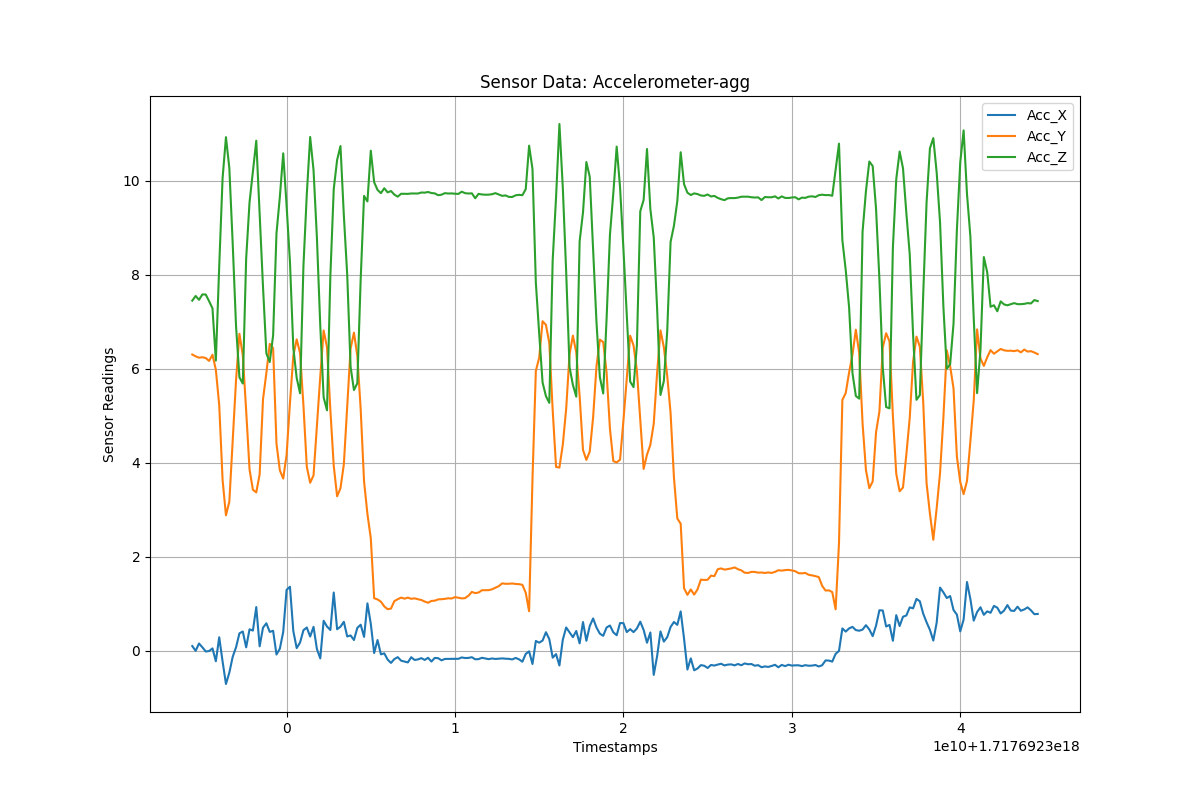 Sensor Data: Accelerometer-agg
Acc_X
Acc_Y
Acc_Z
Sensor Readings
10
8
6
4
2
0
0 1 2 3 4
Timestamps
1e10+1.7176923e18